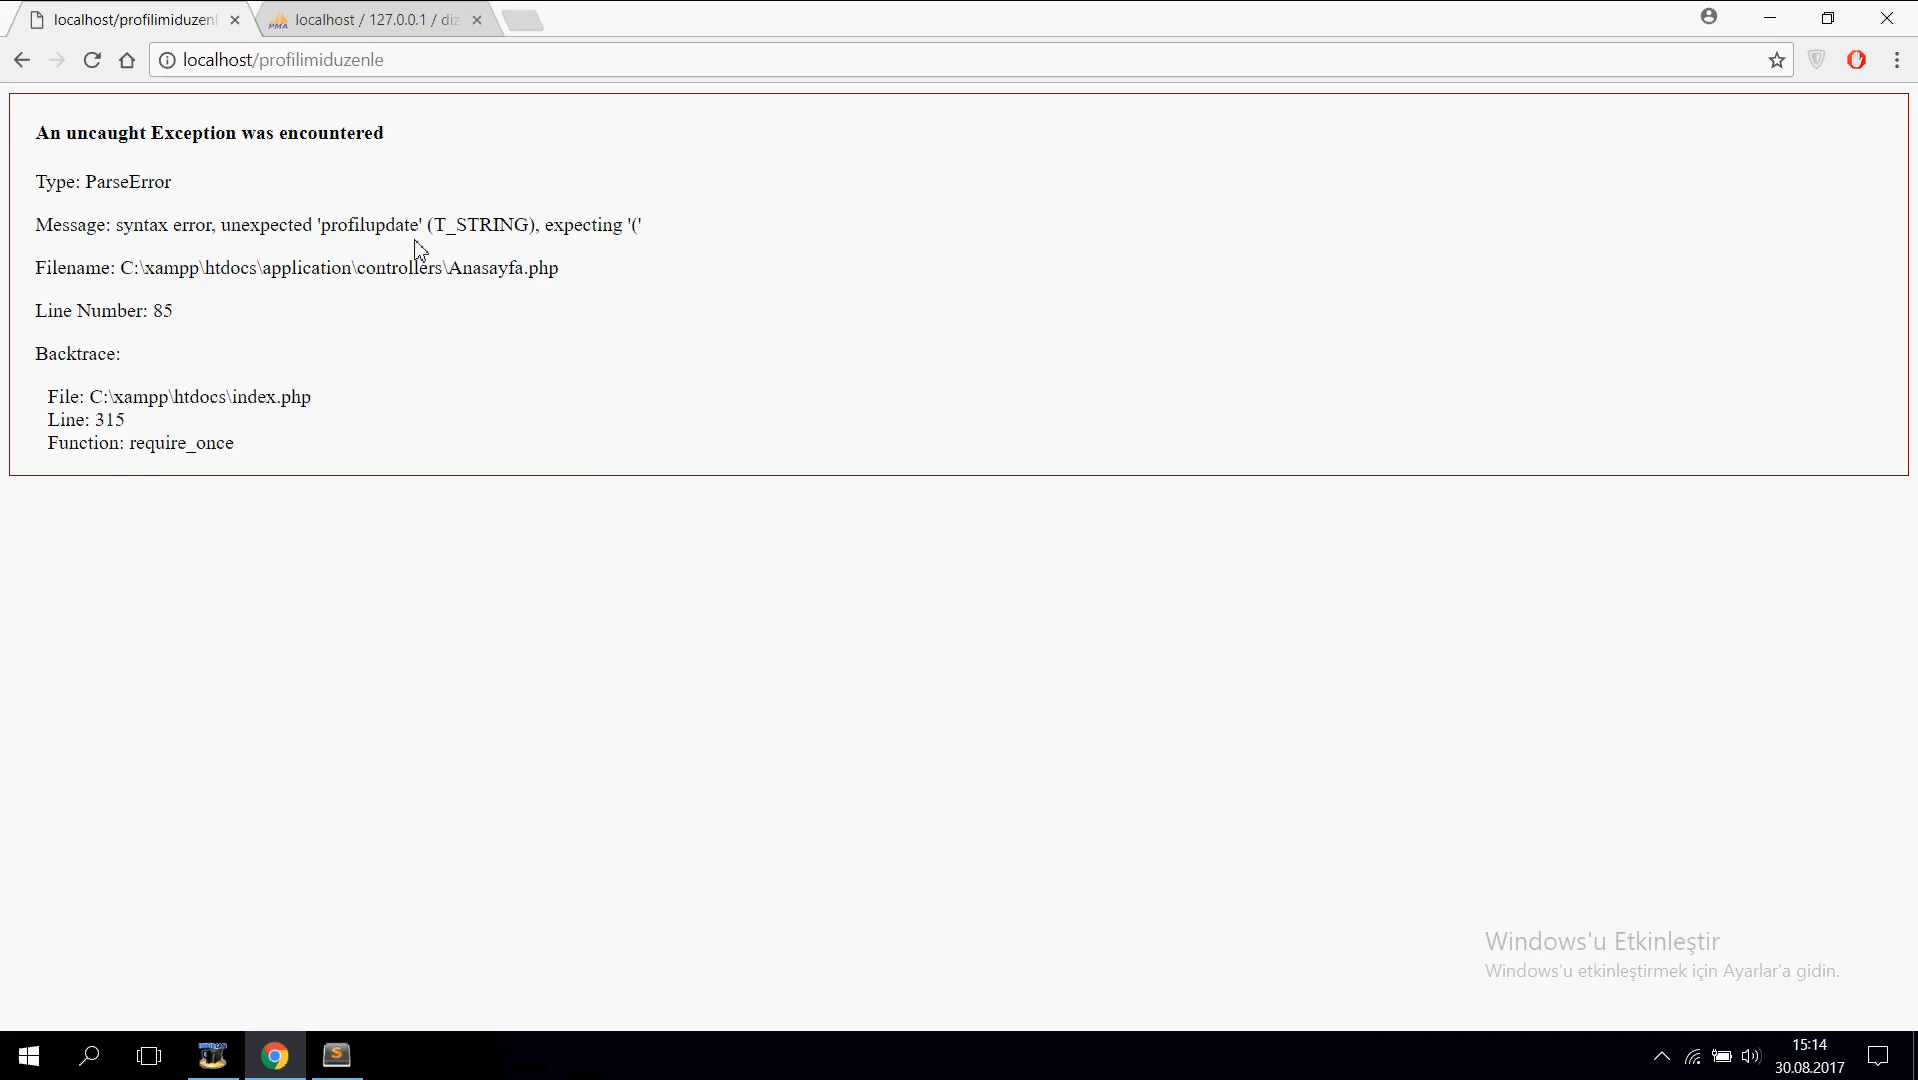 localhost/profilimiduzenl
localhost / 127.0.0.1 / diz
localhost/profilimiduzenle
An uncaught Exception was encountered
Type: ParseError
Message: syntax error, unexpected 'profilupdate' (T_STRING), expecting '('
Filename: C:\xampp\htdocs\application\controllers\Anasayfa.php
Line Number: 85
Backtrace:
File: C:\xampp\htdocs\index.php
Line: 315
Function: require_once
Windows'u Etkinleştir
Windows'u etkinleştirmek için Ayarlar'a gidin.
15:14
30.08.2017